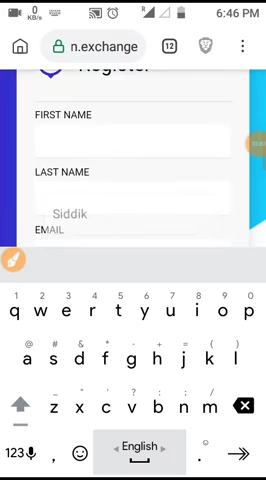 0
KB/s
6:46 PM
n.exchange
12
Register
FIRST NAME
LAST NAME
Siddik
EMAIL
1 2 3 4 5 6 7 8 9 0
q w e r t y u i o p
@ # & * - + = ( )
a s d f g h j k l
_ " ' ? : ; /
z x c v b n m
123 , English .